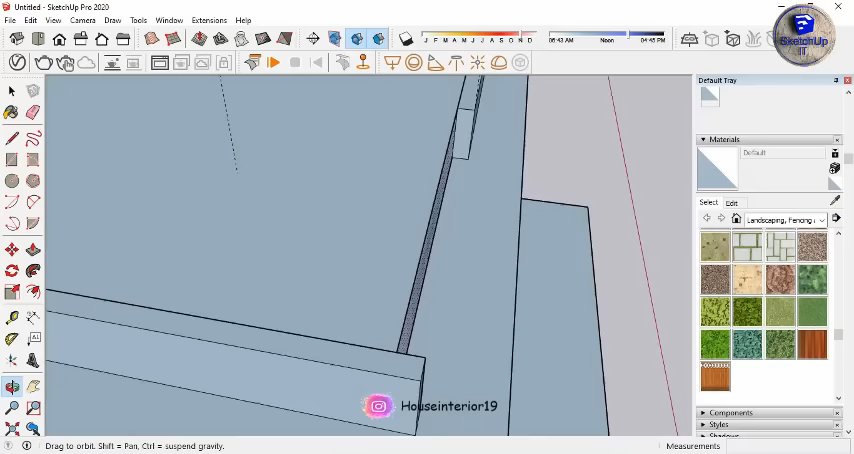 Untitled - SketchUp Pro 2020
File Edit View Camera Draw Tools Window Extensions Help
J F M A M J J A S O N D
06:43 AM Noon 04:45 PM
SketchUp
IT
Default Tray
Materials
Default
Select Edit
Landscaping, Fencing a
A1
Houseinterior19
Components
Styles
Shadows
Drag to orbit. Shift = Pan, Ctrl = suspend gravity.
Measurements